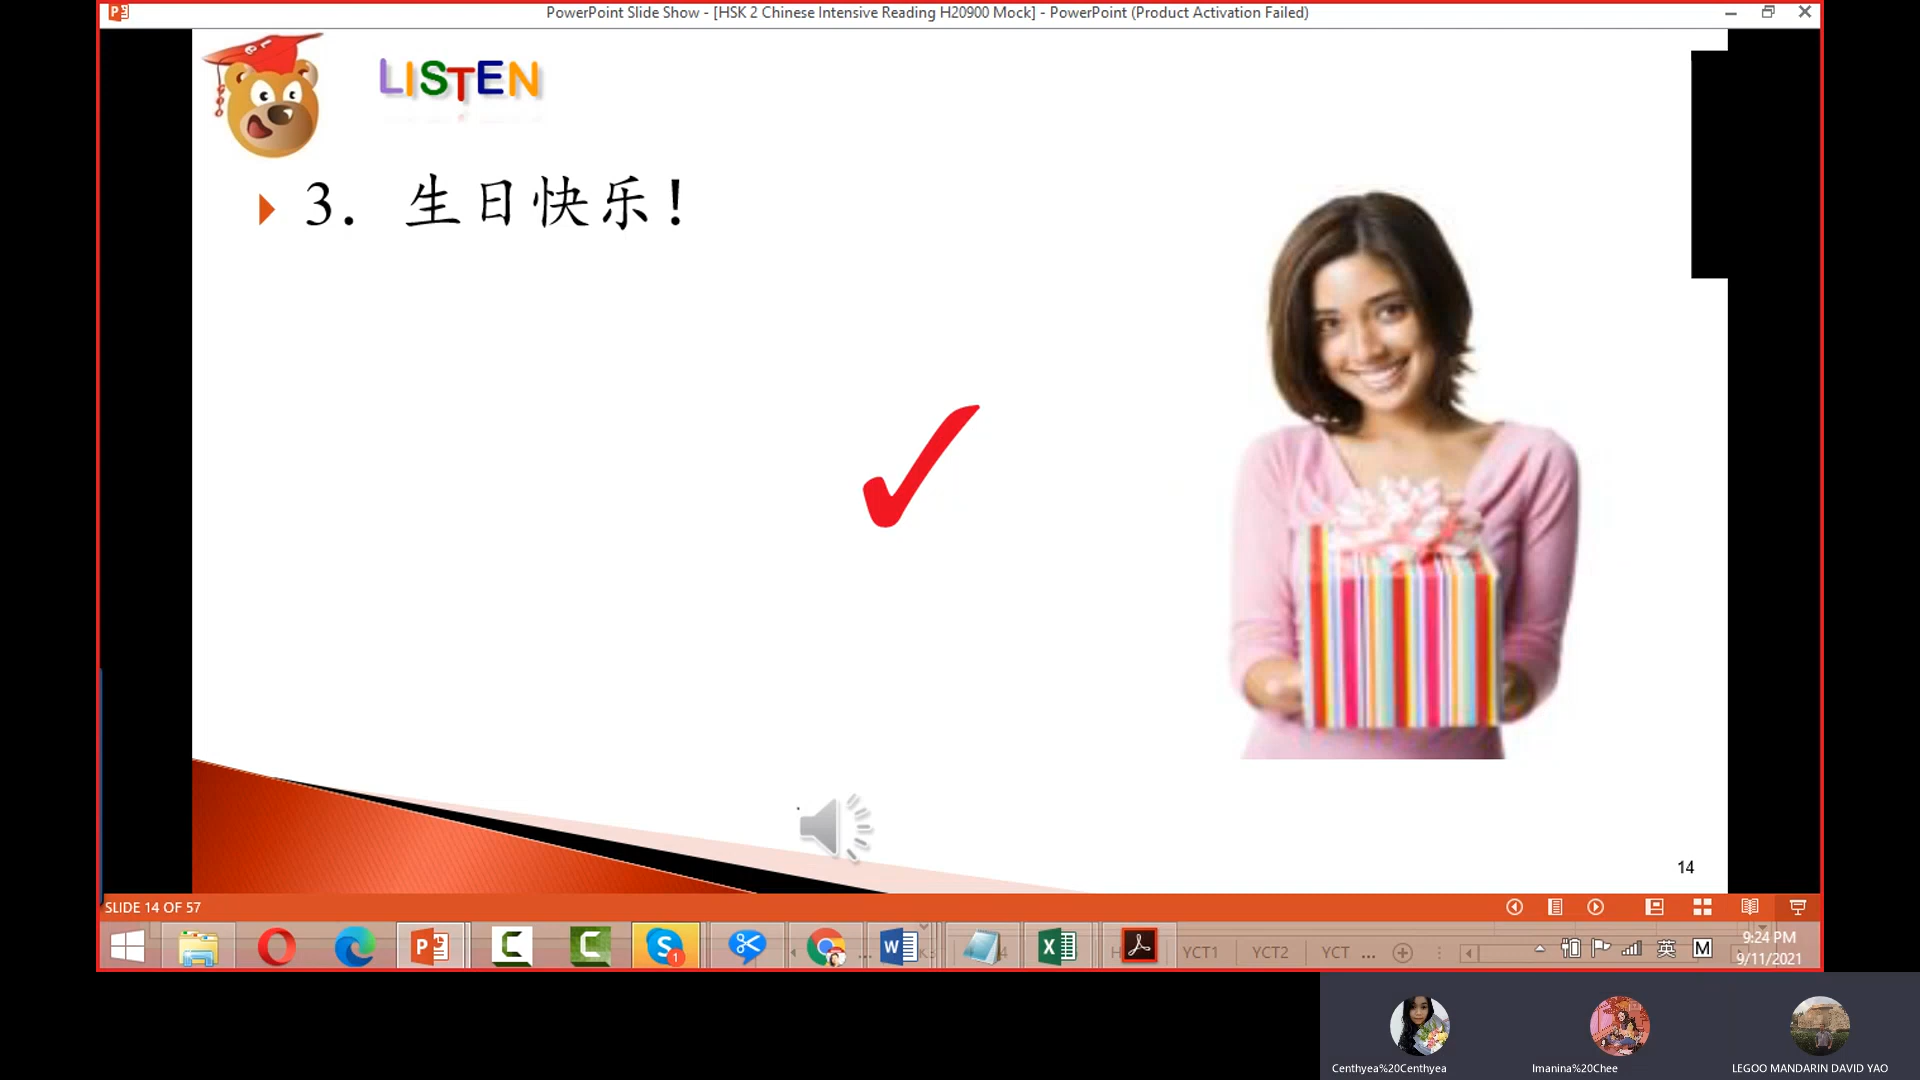 PowerPoint Slide Show - [HSK 2 Chinese Intensive Reading H20900 Mock] - PowerPoint (Product Activation Failed)
LISTEN
3. 生日快乐!
14
SLIDE 14 OF 57
YCT1
YCT2
YCT ...
英
M
9:24 PM
9/11/2021
Centhyea%20Centhyea
Imanina%20Chee
LEGOO MANDARIN DAVID YAO